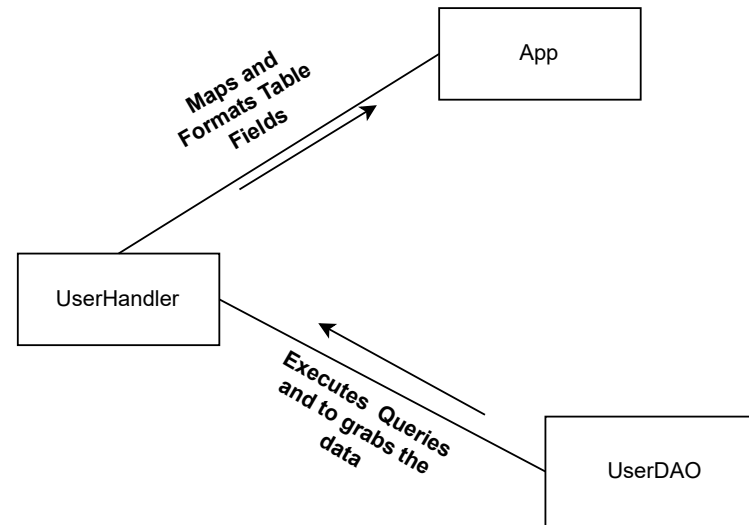 App
Maps and
Formats Table
Fields
UserHandler
Executes Queries
and to grabs the
data
UserDAO